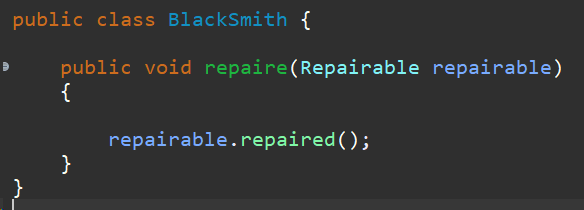 public class BlackSmith {
public void repaire(Repairable repairable)
{
repairable.repaired();
}
}